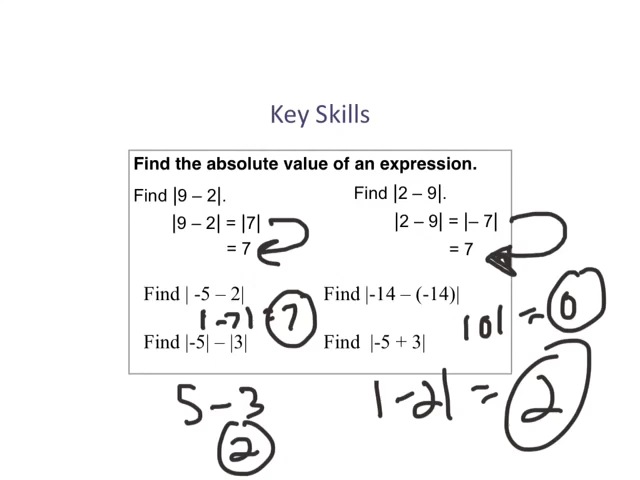 Key Skills
Find the absolute value of an expression.
Find |9 – 2|.
|9 – 2| = |7|
= 7
Find |2 – 9|.
|2 – 9| = |– 7|
= 7
Find | -5 – 2|
|-7| = 7
Find |-14 – (-14)|
|0| = 0
Find |-5| – |3|
5 - 3
2
Find |-5 + 3|
|-2| = 2